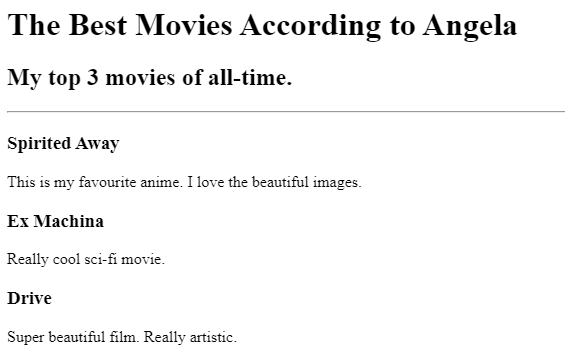 The Best Movies According to Angela
My top 3 movies of all-time.
Spirited Away
This is my favourite anime. I love the beautiful images.
Ex Machina
Really cool sci-fi movie.
Drive
Super beautiful film. Really artistic.